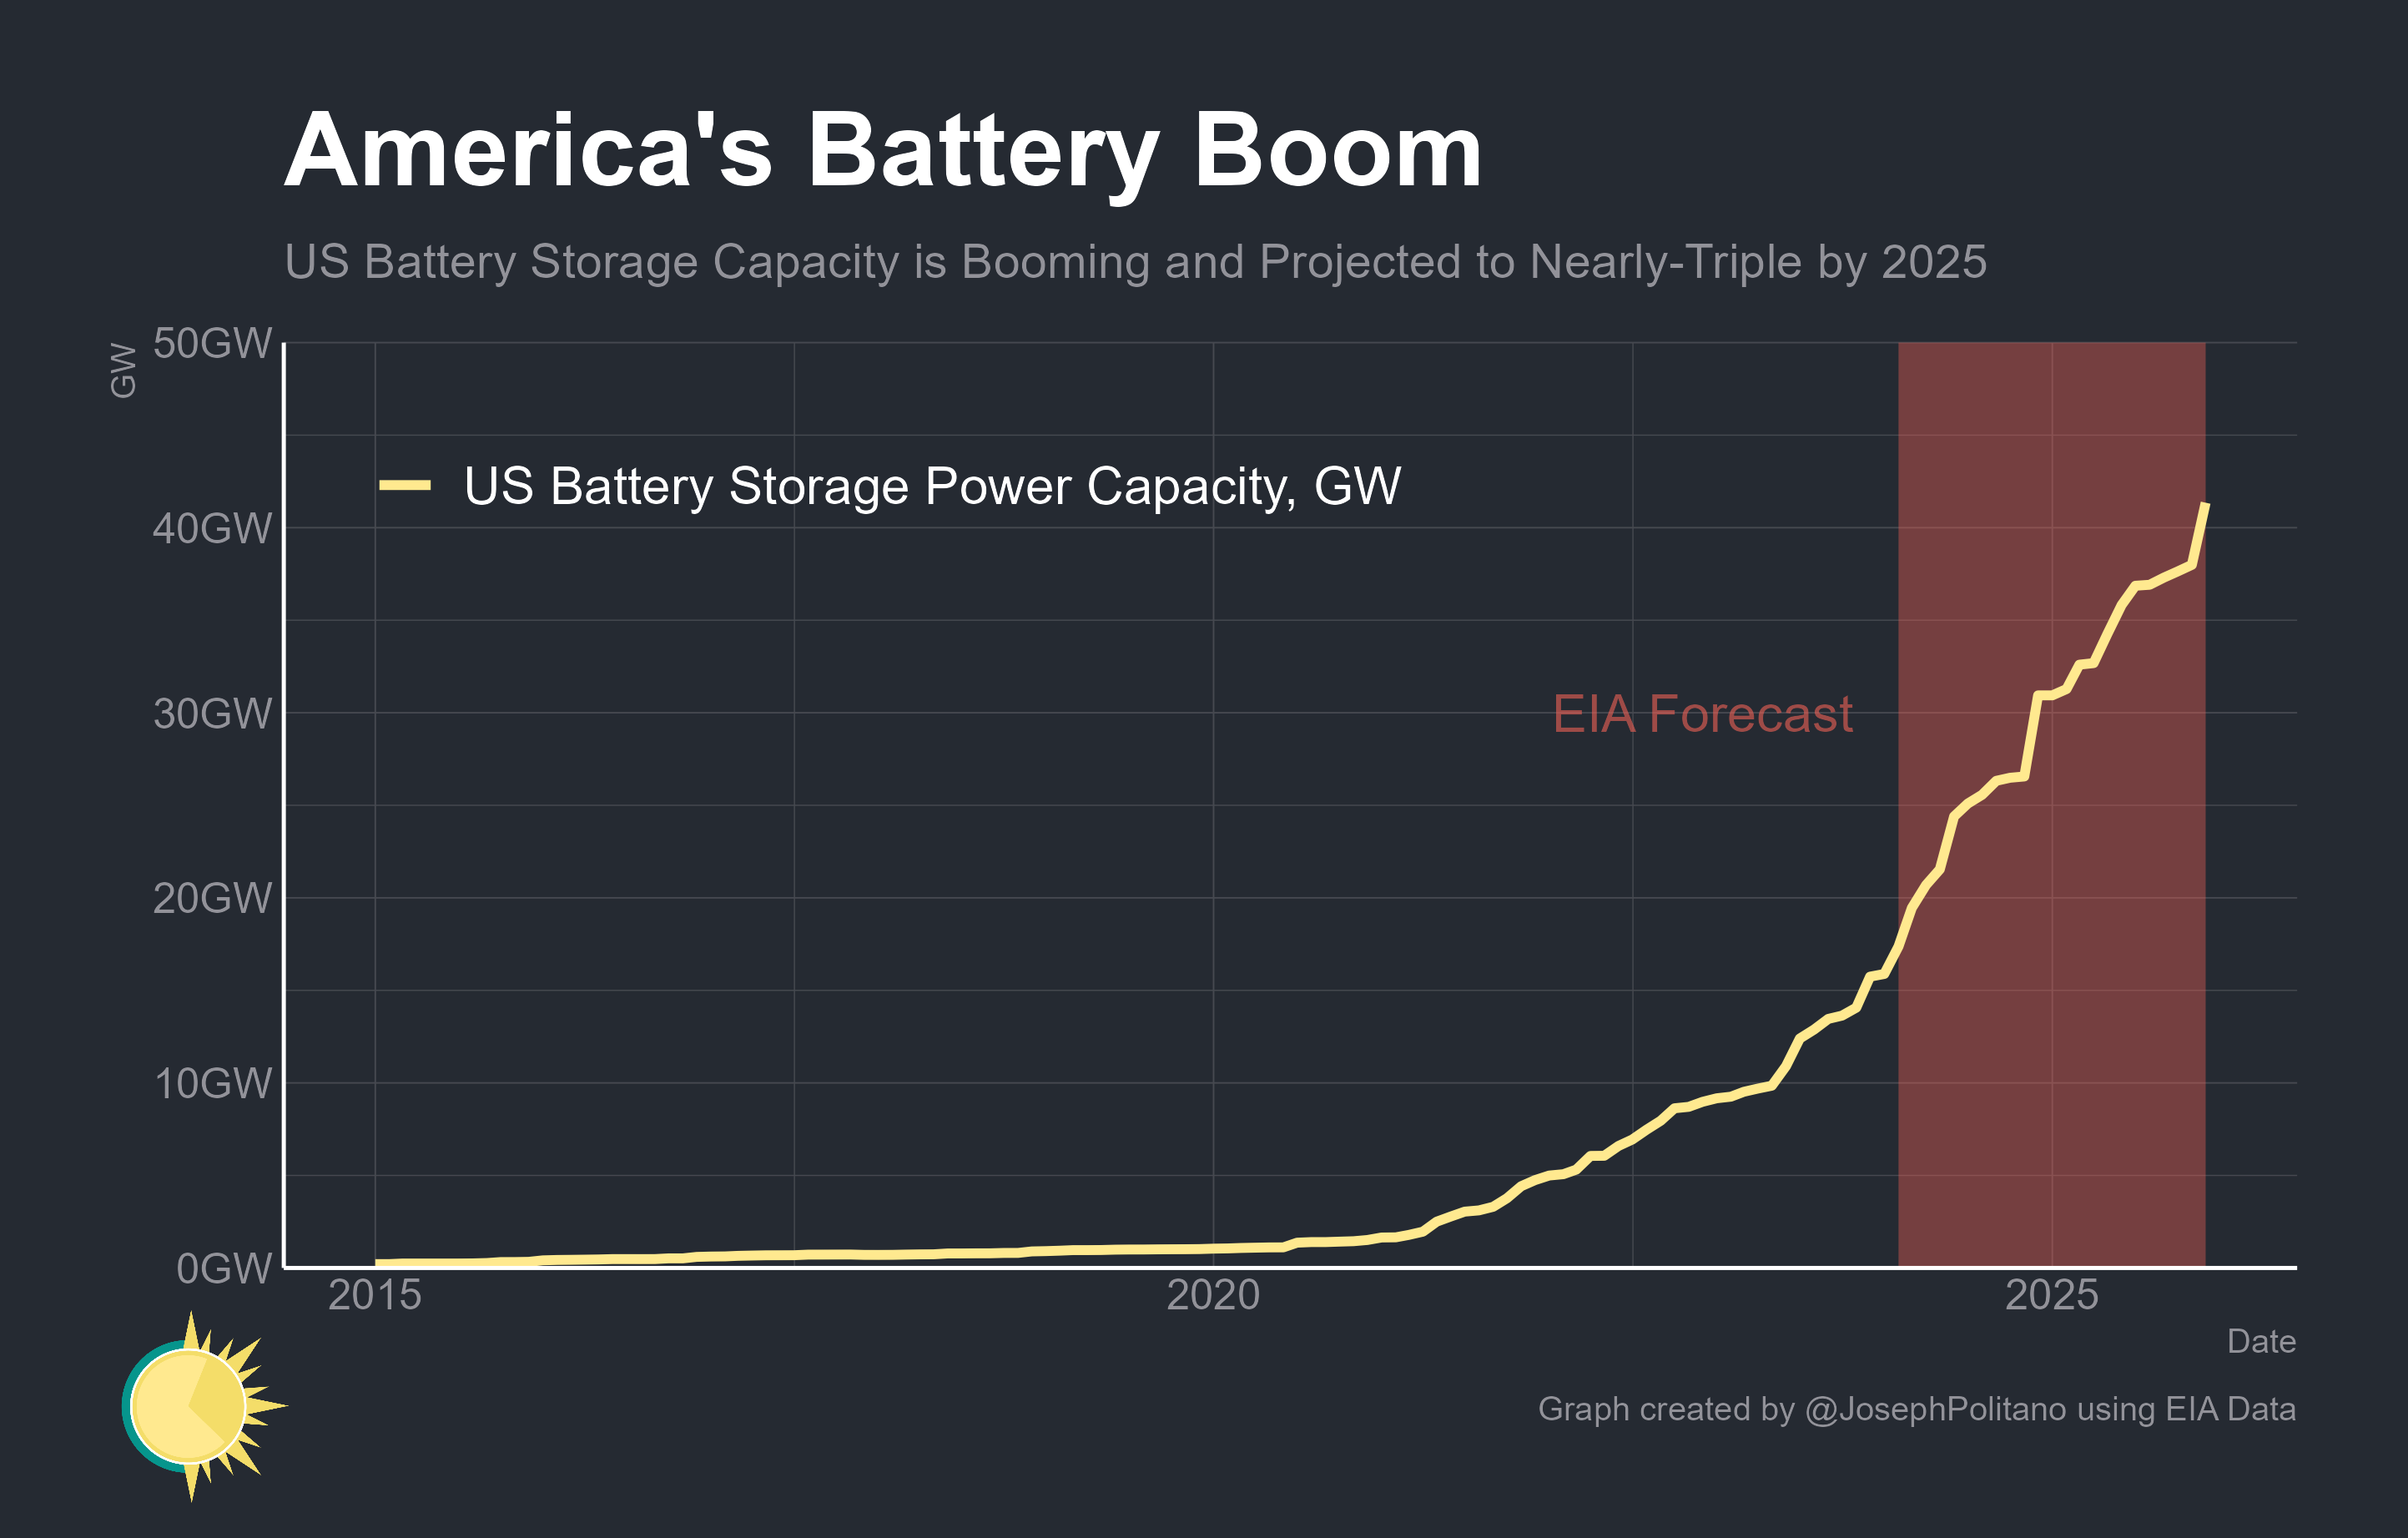 America's Battery Boom
US Battery Storage Capacity is Booming and Projected to Nearly-Triple by 2025
GW
50GW
40GW
30GW
20GW
10GW
0GW
US Battery Storage Power Capacity, GW
EIA Forecast
2015
2020
2025
Date
Graph created by @JosephPolitano using EIA Data